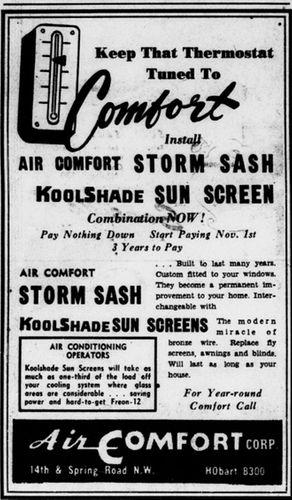 Keep That Thermostat
Tuned To
Comfort
Install
AIR COMFORT STORM SASH
KOOLSHADE SUN SCREEN
Combination NOW!
Pay Nothing Down Start Paying Nov. 1st
3 Years to Pay
AIR COMFORT
STORM SASH
. . . Built to last many years.
Custom fitted to your windows.
They become a permanent im-
provement to your home. Inter-
changeable with
KOOLSHADE SUN SCREENS
The modern
miracle of
bronze wire. Replace fly
screens, awnings and blinds.
Will last as long as your
house.
AIR CONDITIONING
OPERATORS
Koolshade Sun Screens will take as
much as one-third of the load off
your cooling system where glass
areas are considerable . . . saving
power and hard-to-get Freon-12
For Year-round
Comfort Call
Air COMFORT CORP.
14th & Spring Road N.W. HObart 8300